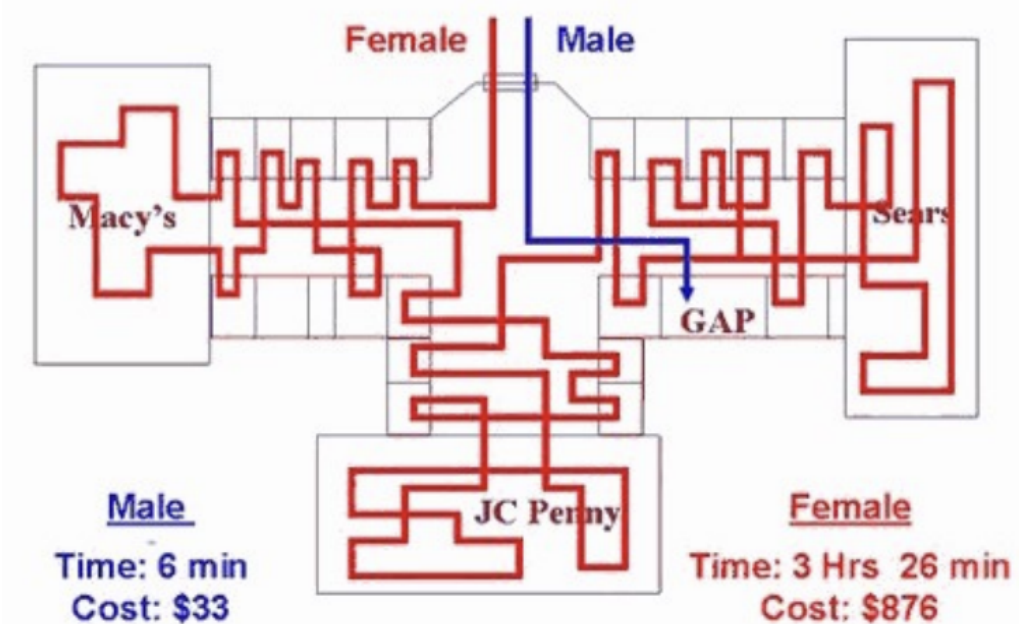 Female
Male
Macy's
Sears
GAP
JC Penny
Male
Time: 6 min
Cost: $33
Female
Time: 3 Hrs 26 min
Cost: $876